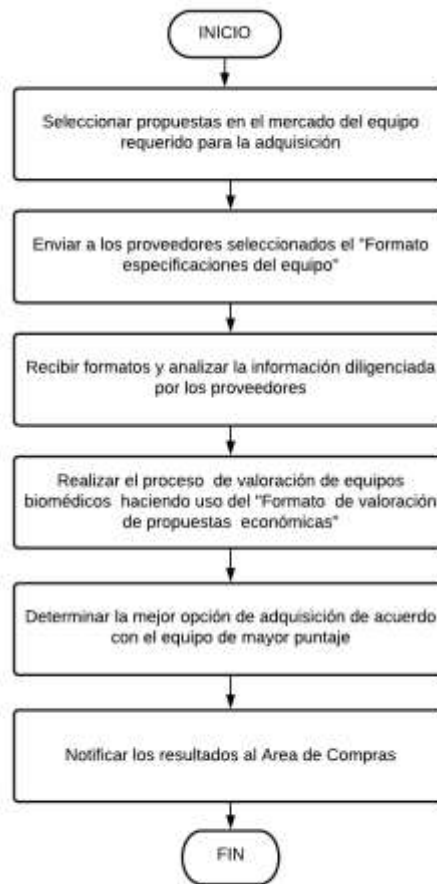 INICIO
Seleccionar propuestas en el mercado del equipo
requerido para la adquisición
Enviar a los proveedores seleccionados el "Formato
especificaciones del equipo"
Recibir formatos y analizar la información diligenciada
por los proveedores
Realizar el proceso de valoración de equipos
biomédicos haciendo uso del "Formato de valoración
de propuestas económicas"
Determinar la mejor opción de adquisición de acuerdo
con el equipo de mayor puntaje
Notificar los resultados al Area de Compras
FIN